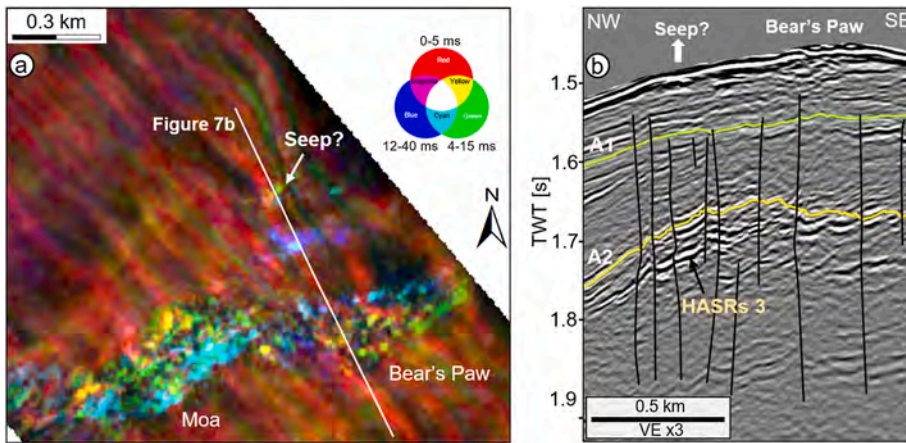 0.3 km
a
0-5 ms
Red
Magenta
Yellow
Blue
Cyan
Green
12-40 ms
4-15 ms
Figure 7b
Seep?
N
Bear's Paw
Moa
NW
Seep?
Bear's Paw
SE
b
1.5
A1
1.6
TWT [s]
1.7
A2
HASRs 3
1.8
0.5 km
1.9
VE x3